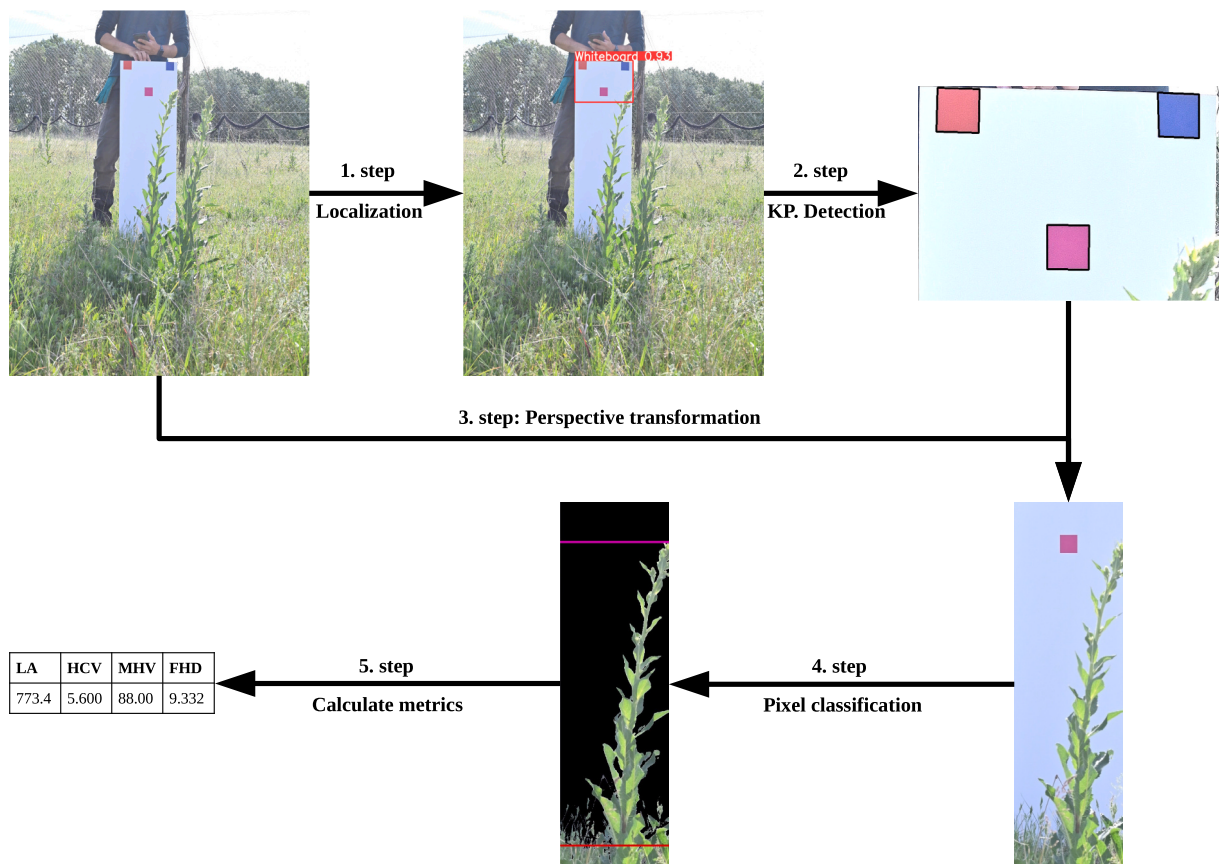 Whiteboard 0.93
1. step
Localization
2. step
KP. Detection
3. step: Perspective transformation
4. step
Pixel classification
5. step
Calculate metrics
LA HCV MHV FHD
773.4 5.600 88.00 9.332